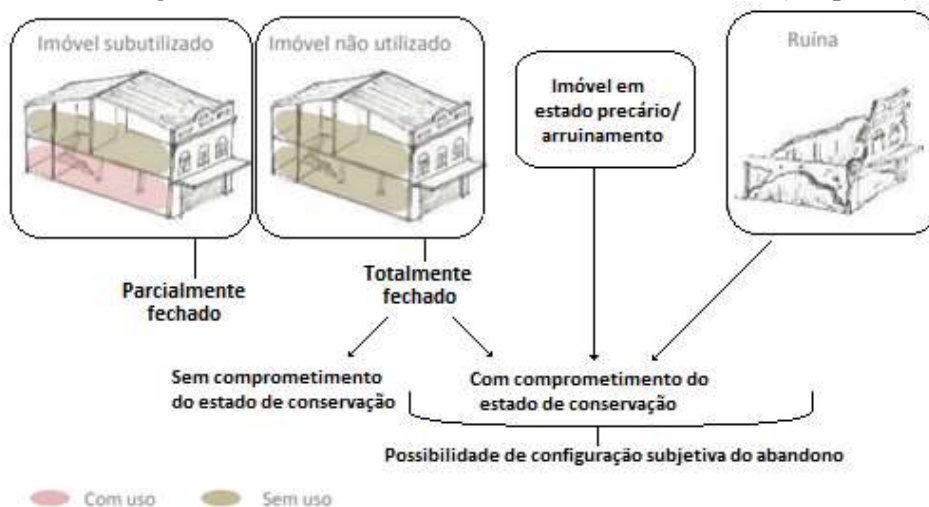 Imóvel subutilizado
Imóvel não utilizado
Imóvel em
estado precário/
arruinamento
Ruína
Parcialmente
fechado
Totalmente
fechado
Sem comprometimento
do estado de conservação
Com comprometimento do
estado de conservação
Possibilidade de configuração subjetiva do abandono
Com uso
Sem uso